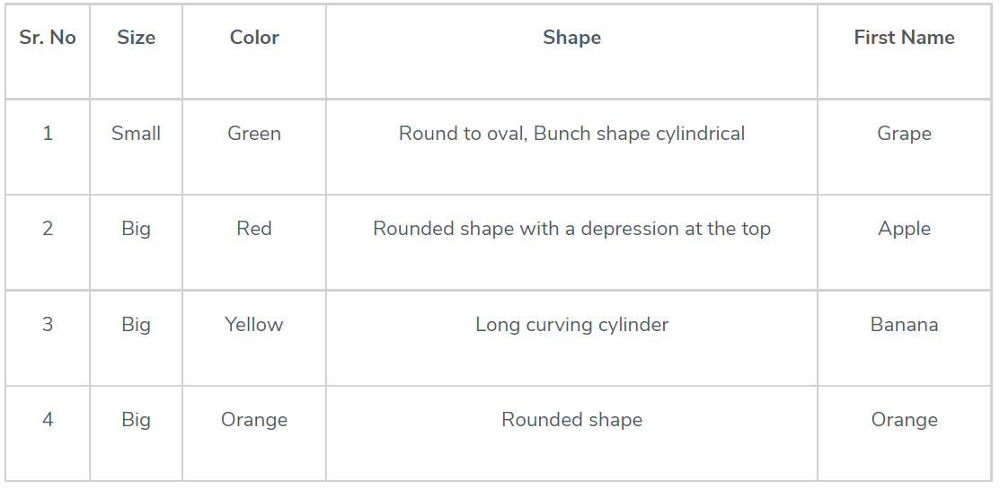 Sr. No Size Color Shape First Name
1 Small Green Round to oval, Bunch shape cylindrical Grape
2 Big Red Rounded shape with a depression at the top Apple
3 Big Yellow Long curving cylinder Banana
4 Big Orange Rounded shape Orange